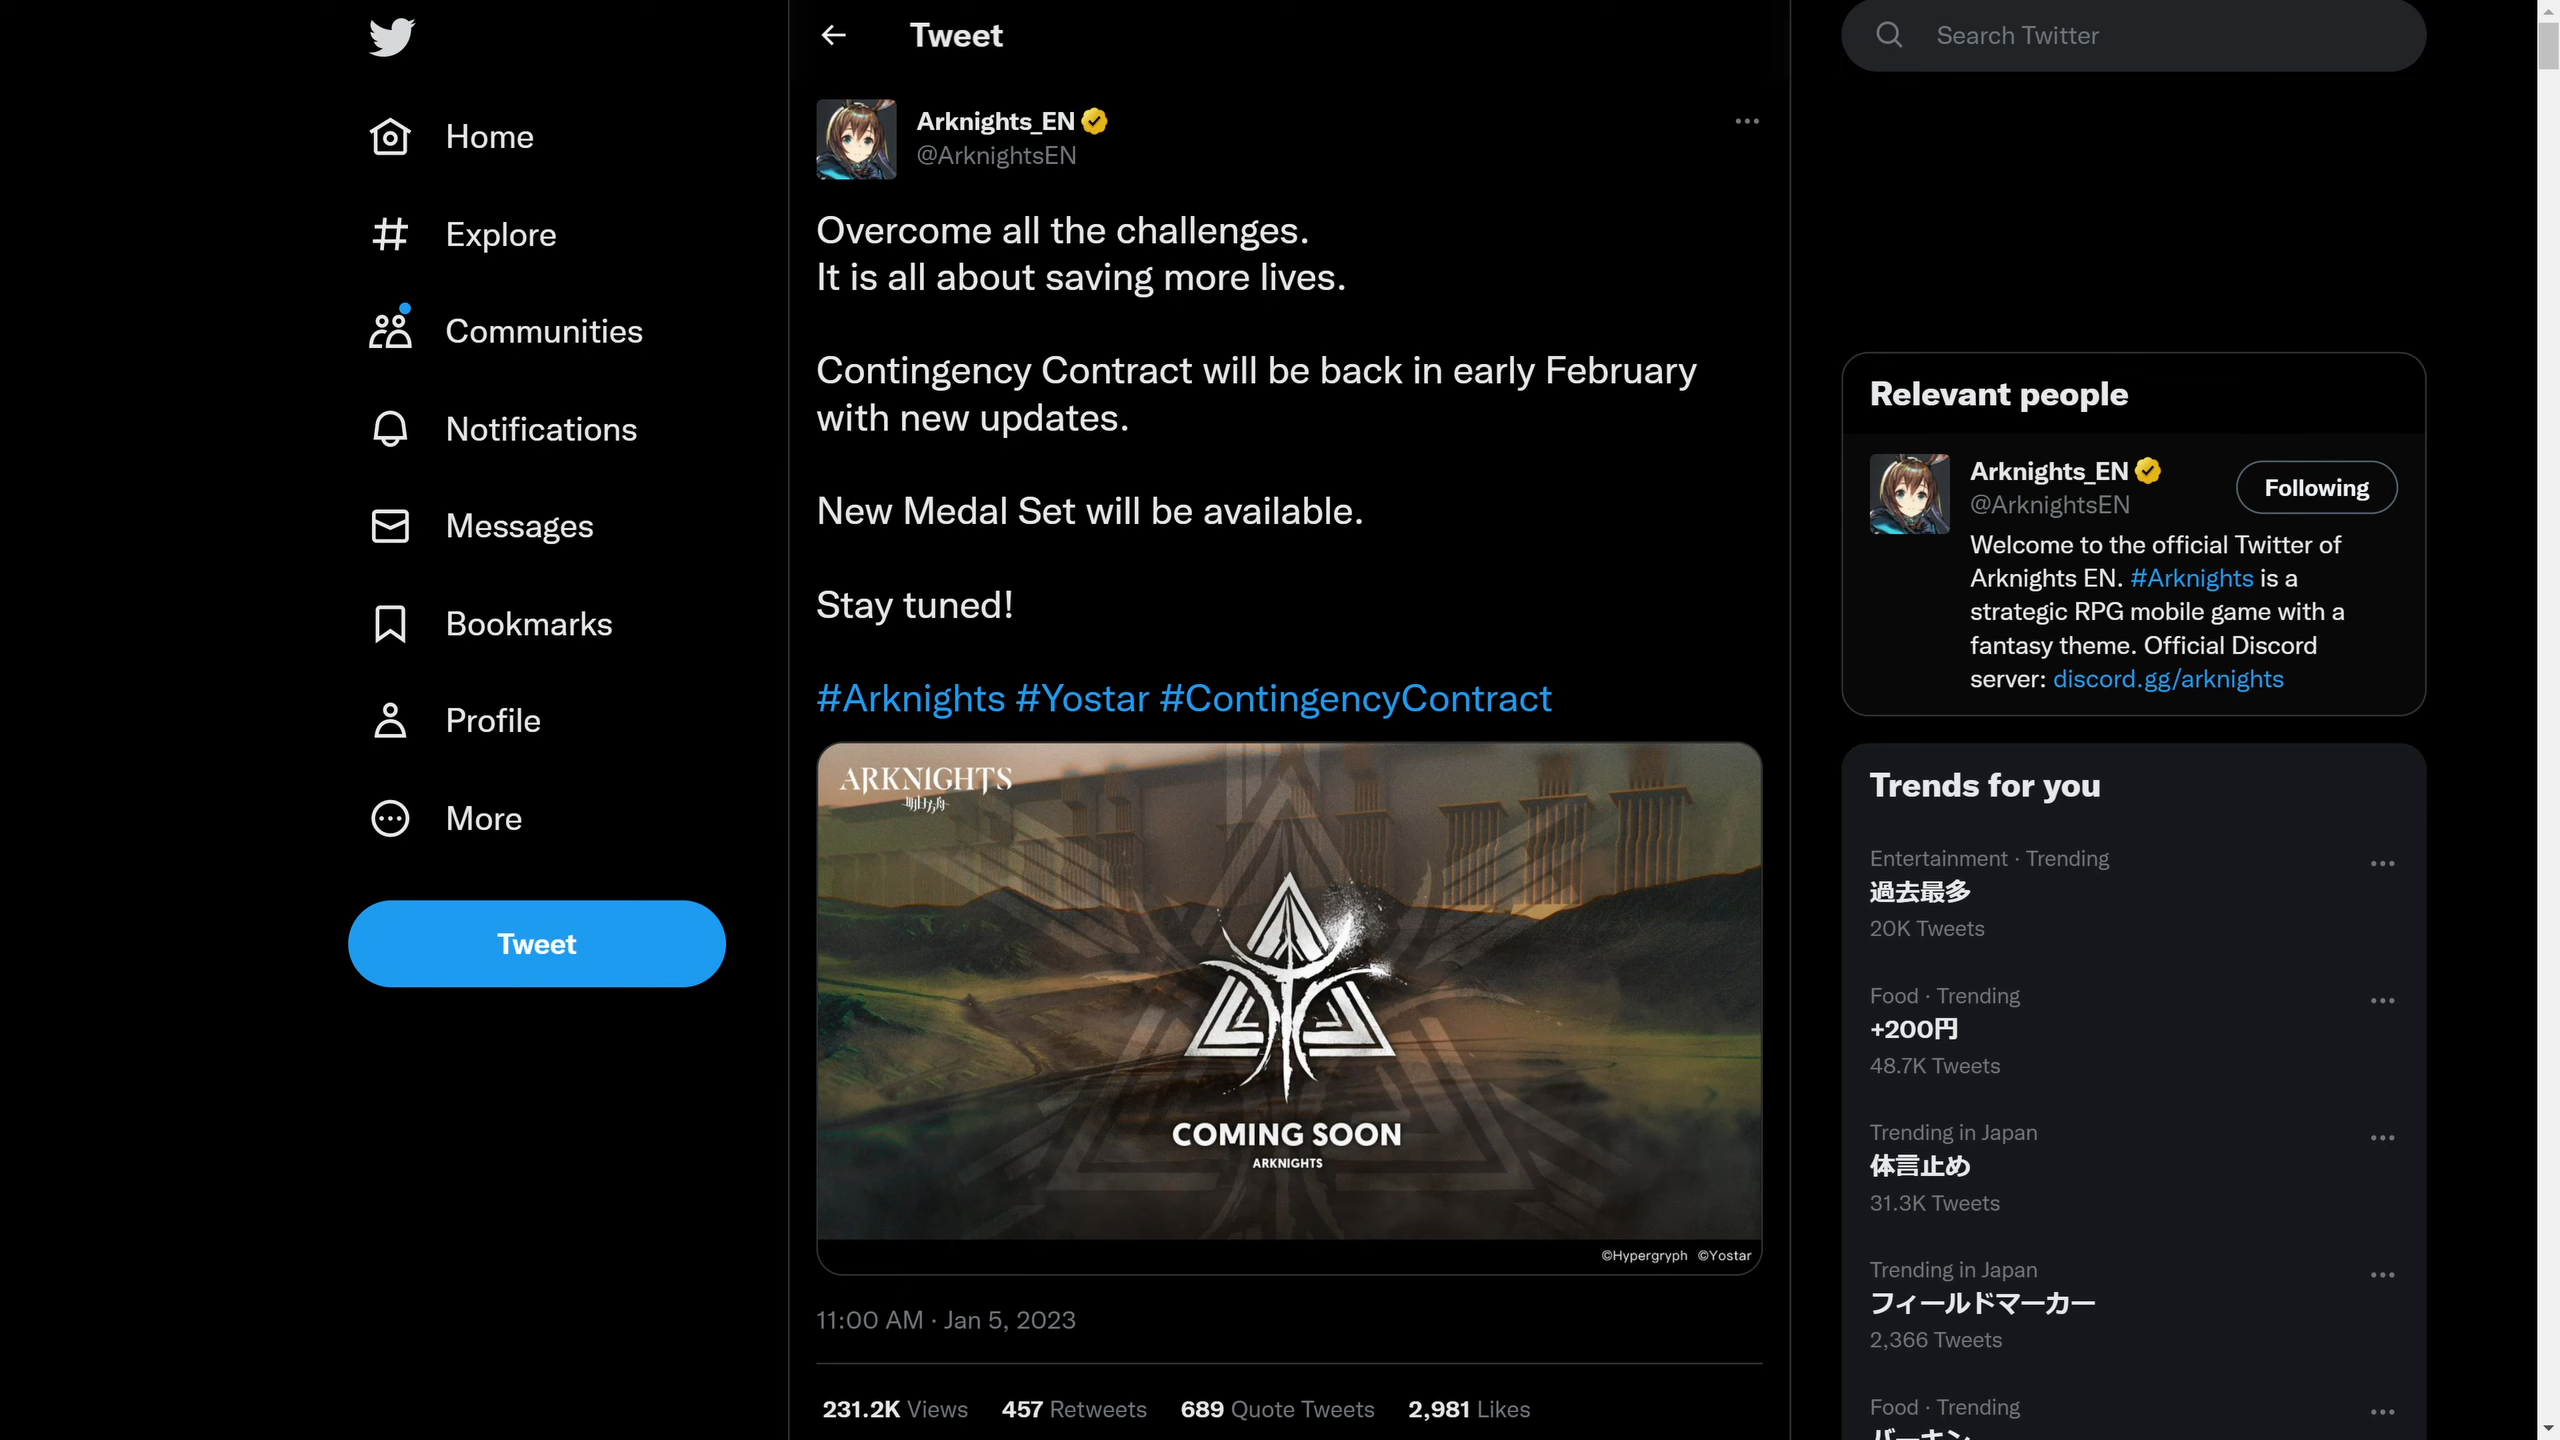 Home
Explore
Communities
Notifications
Messages
Bookmarks
Profile
More
Tweet
Tweet
Arknights_EN
@ArknightsEN
Overcome all the challenges.
It is all about saving more lives.
Contingency Contract will be back in early February
with new updates.
New Medal Set will be available.
Stay tuned!
#Arknights #Yostar #ContingencyContract
ARKNIGHTS
明日方舟
COMING SOON
ARKNIGHTS
©Hypergryph ©Yostar
11:00 AM · Jan 5, 2023
231.2K Views 457 Retweets 689 Quote Tweets 2,981 Likes
Search Twitter
Relevant people
Arknights_EN
@ArknightsEN
Following
Welcome to the official Twitter of
Arknights EN. #Arknights is a
strategic RPG mobile game with a
fantasy theme. Official Discord
server: discord.gg/arknights
Trends for you
Entertainment · Trending
過去最多
20K Tweets
Food · Trending
+200円
48.7K Tweets
Trending in Japan
体言止め
31.3K Tweets
Trending in Japan
フィールドマーカー
2,366 Tweets
Food · Trending